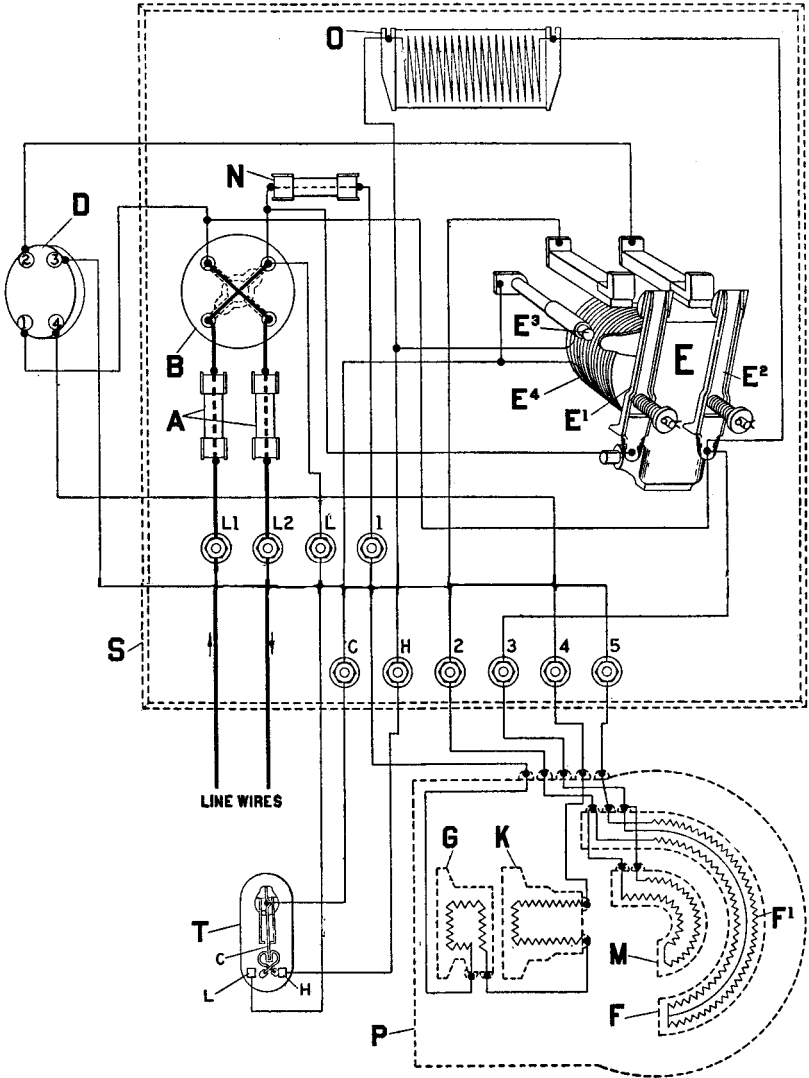 O
N
D
2 3
1 4
B
A
E³
E⁴
E¹
E
E²
L1 L2 L 1
S
C H 2 3 4 5
LINE WIRES
G K
T
C
L H
M
F¹
F
P